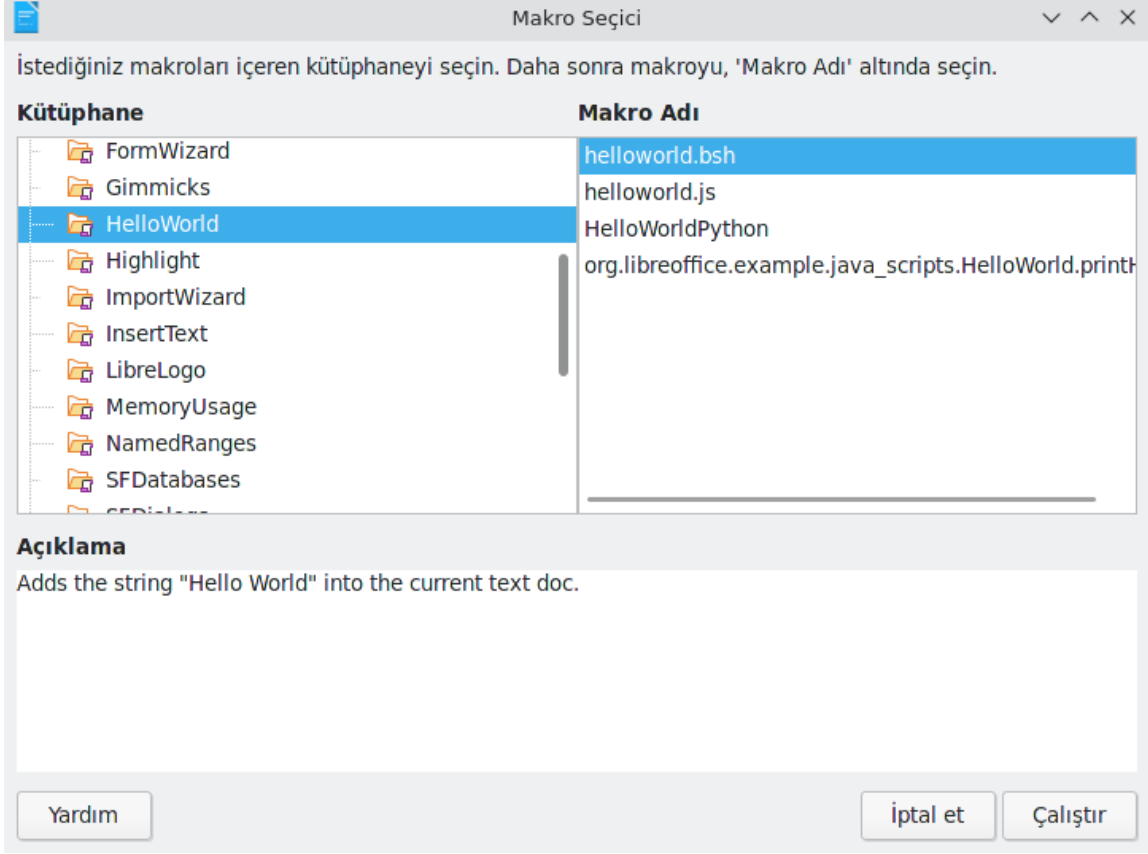 Makro Seçici
İstediğiniz makroları içeren kütüphaneyi seçin. Daha sonra makroyu, 'Makro Adı' altında seçin.
Kütüphane
FormWizard
Gimmicks
HelloWorld
Highlight
ImportWizard
InsertText
LibreLogo
MemoryUsage
NamedRanges
SFDatabases
Makro Adı
helloworld.bsh
helloworld.js
HelloWorldPython
org.libreoffice.example.java_scripts.HelloWorld.print
Açıklama
Adds the string "Hello World" into the current text doc.
Yardım
İptal et
Çalıştır